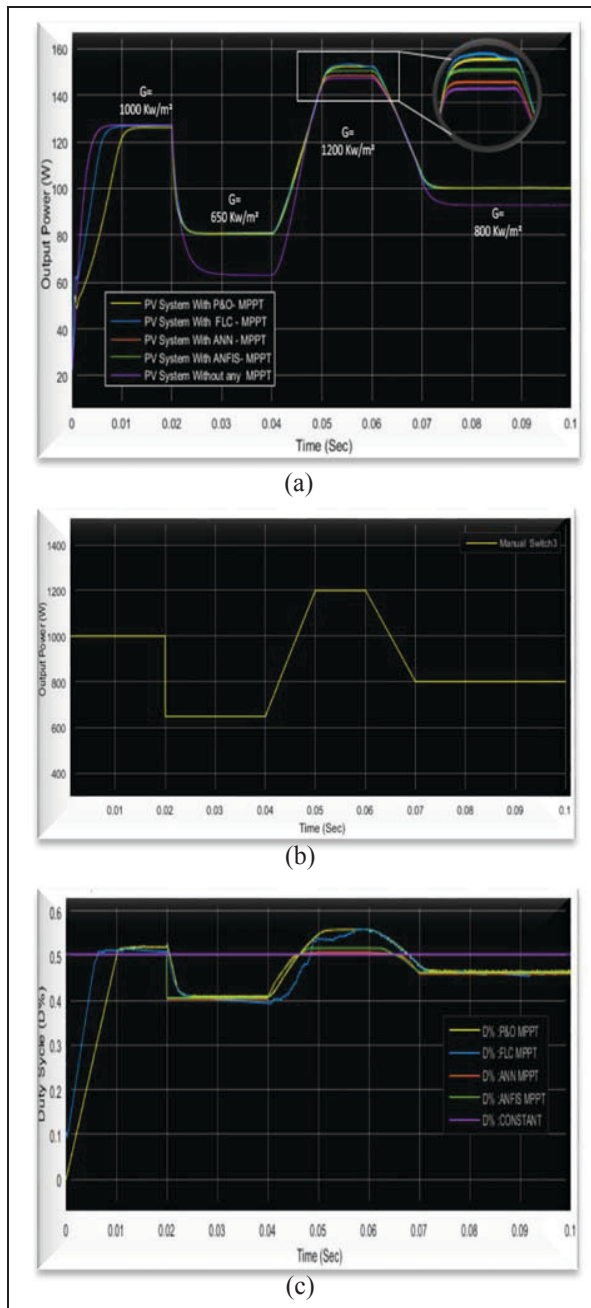 160
140
120
100
80
60
40
20
Output Power (W)
G=
1000 Kw/m²
G=
650 Kw/m²
G=
1200 Kw/m²
G=
800 Kw/m²
PV System With P&O- MPPT
PV System With FLC - MPPT
PV System With ANN - MPPT
PV System With ANFIS- MPPT
PV System Without any MPPT
0 0.01 0.02 0.03 0.04 0.05 0.06 0.07 0.08 0.09 0.1
Time (Sec)
(a)
Manual Switch3
1400
1200
1000
800
600
400
Output Power (W)
0.01 0.02 0.03 0.04 0.05 0.06 0.07 0.08 0.09 0.1
Time (Sec)
(b)
0.6
0.5
0.4
0.3
0.2
0.1
0
Duty Sycle (D%)
D% :P&O MPPT
D% :FLC MPPT
D% :ANN MPPT
D% :ANFIS MPPT
D% :CONSTANT
0 0.01 0.02 0.03 0.04 0.05 0.06 0.07 0.08 0.09 0.1
Time (Sec)
(c)